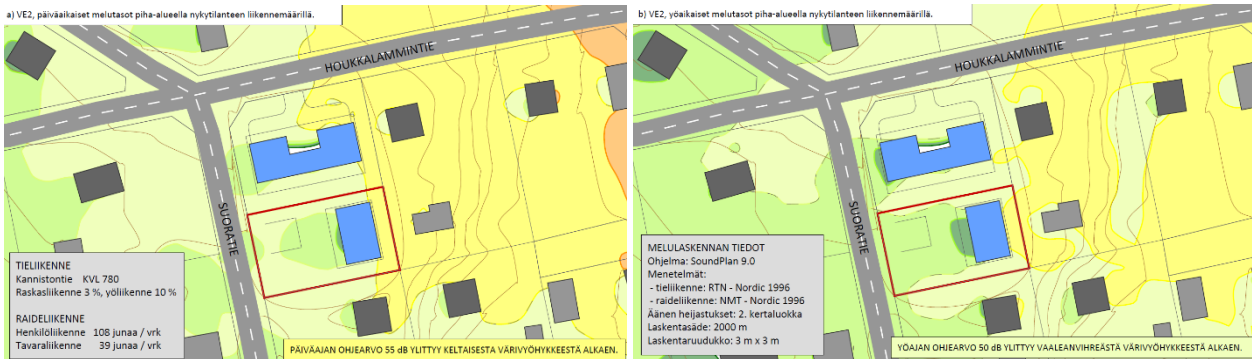 a) VE2, päiväaikaiset melutasot piha-alueella nykytilanteen liikennemäärillä.
HOUKKALAMMINTIE
SUORATIE
TIELIIKENNE
Kannistontie KVL 780
Raskasliikenne 3 %, yöliikenne 10 %
RAIDELIIKENNE
Henkilöliikenne 108 junaa / vrk
Tavaraliikenne 39 junaa / vrk
PÄIVÄAJAN OHJEARVO 55 dB YLITTYY KELTAISESTA VÄRIVYÖHYKKEESTÄ ALKAEN.
b) VE2, yöaikaiset melutasot piha-alueella nykytilanteen liikennemäärillä.
HOUKKALAMMINTIE
SUORATIE
MELULASKENNAN TIEDOT
Ohjelma: SoundPlan 9.0
Menetelmät:
- tieliikenne: RTN - Nordic 1996
- raideliikenne: NMT - Nordic 1996
Äänen heijastukset: 2. kertaluokka
Laskentasäde: 2000 m
Laskentaruudukko: 3 m x 3 m
YÖAJAN OHJEARVO 50 dB YLITTYY VAALEANVIHREÄSTÄ VÄRIVYÖHYKKEESTÄ ALKAEN.